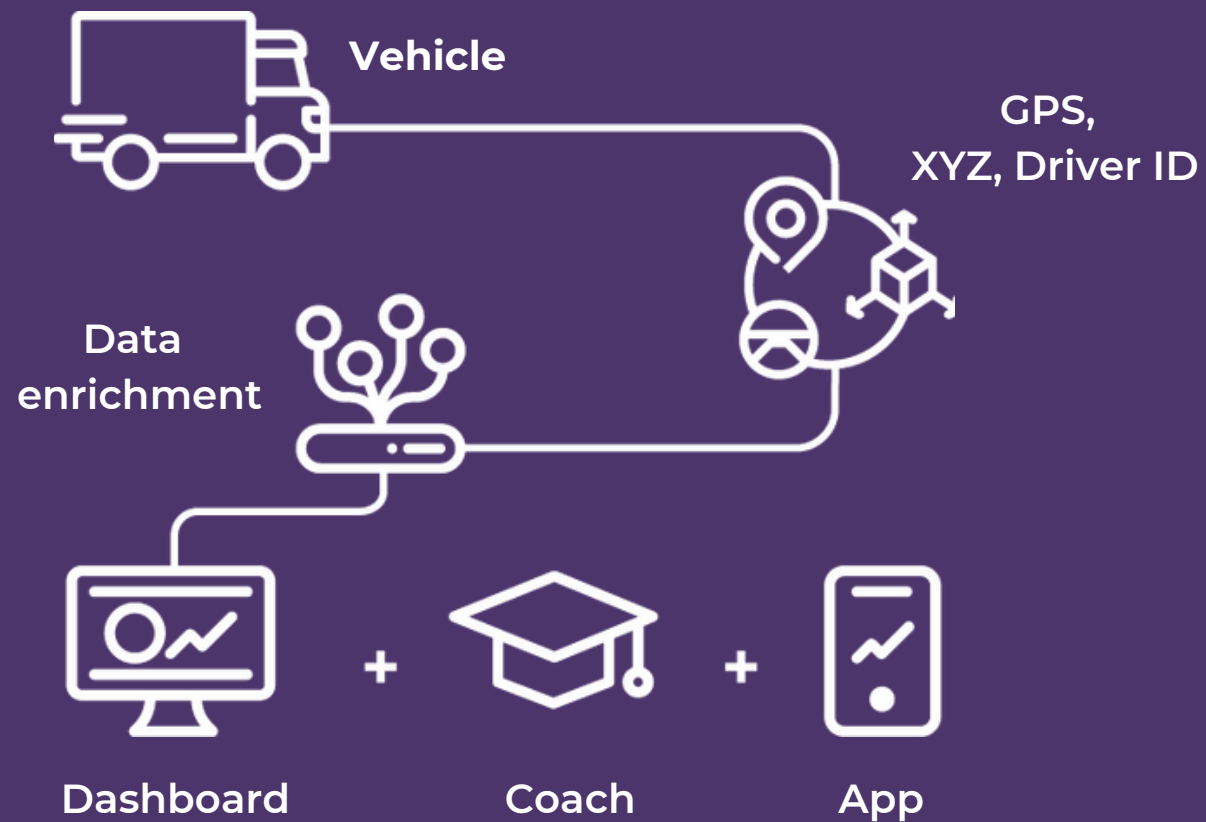 Vehicle
GPS,
XYZ, Driver ID
Data
enrichment
+
+
Dashboard
Coach
App